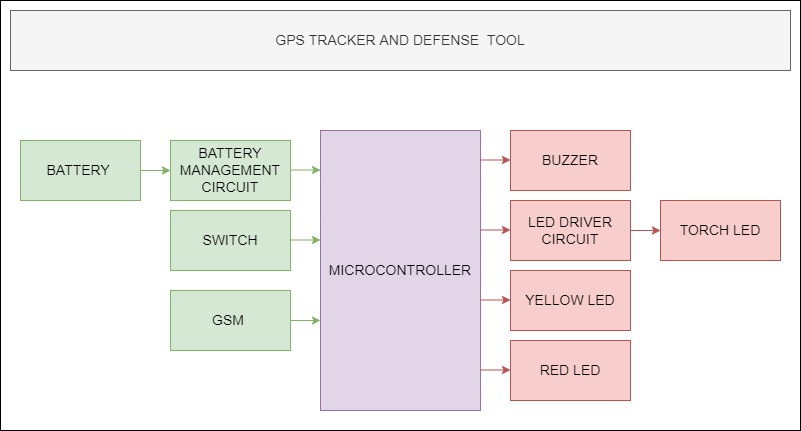 GPS TRACKER AND DEFENSE  TOOL
BATTERY
BATTERY
MANAGEMENT
CIRCUIT
SWITCH
GSM
MICROCONTROLLER
BUZZER
LED DRIVER
CIRCUIT
TORCH LED
YELLOW LED
RED LED